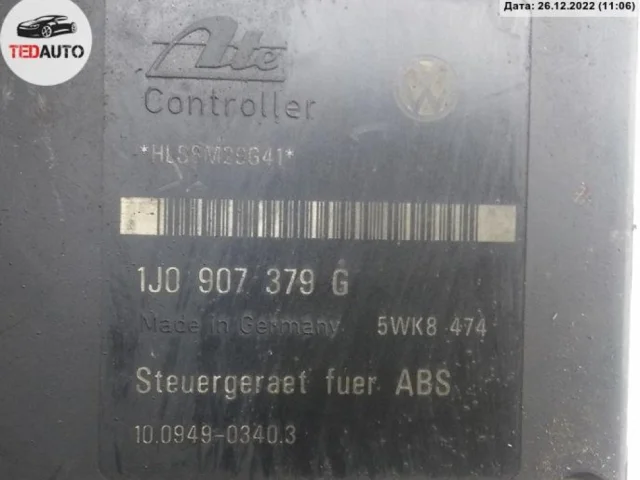 Дата: 26.12.2022 (11:06)
TEDAUTO
Ate
Controller
*HLSSM29G41*
1J0 907 379 G
Made in Germany 5WK8 474
Steuergeraet fuer ABS
10.0949-0340.3